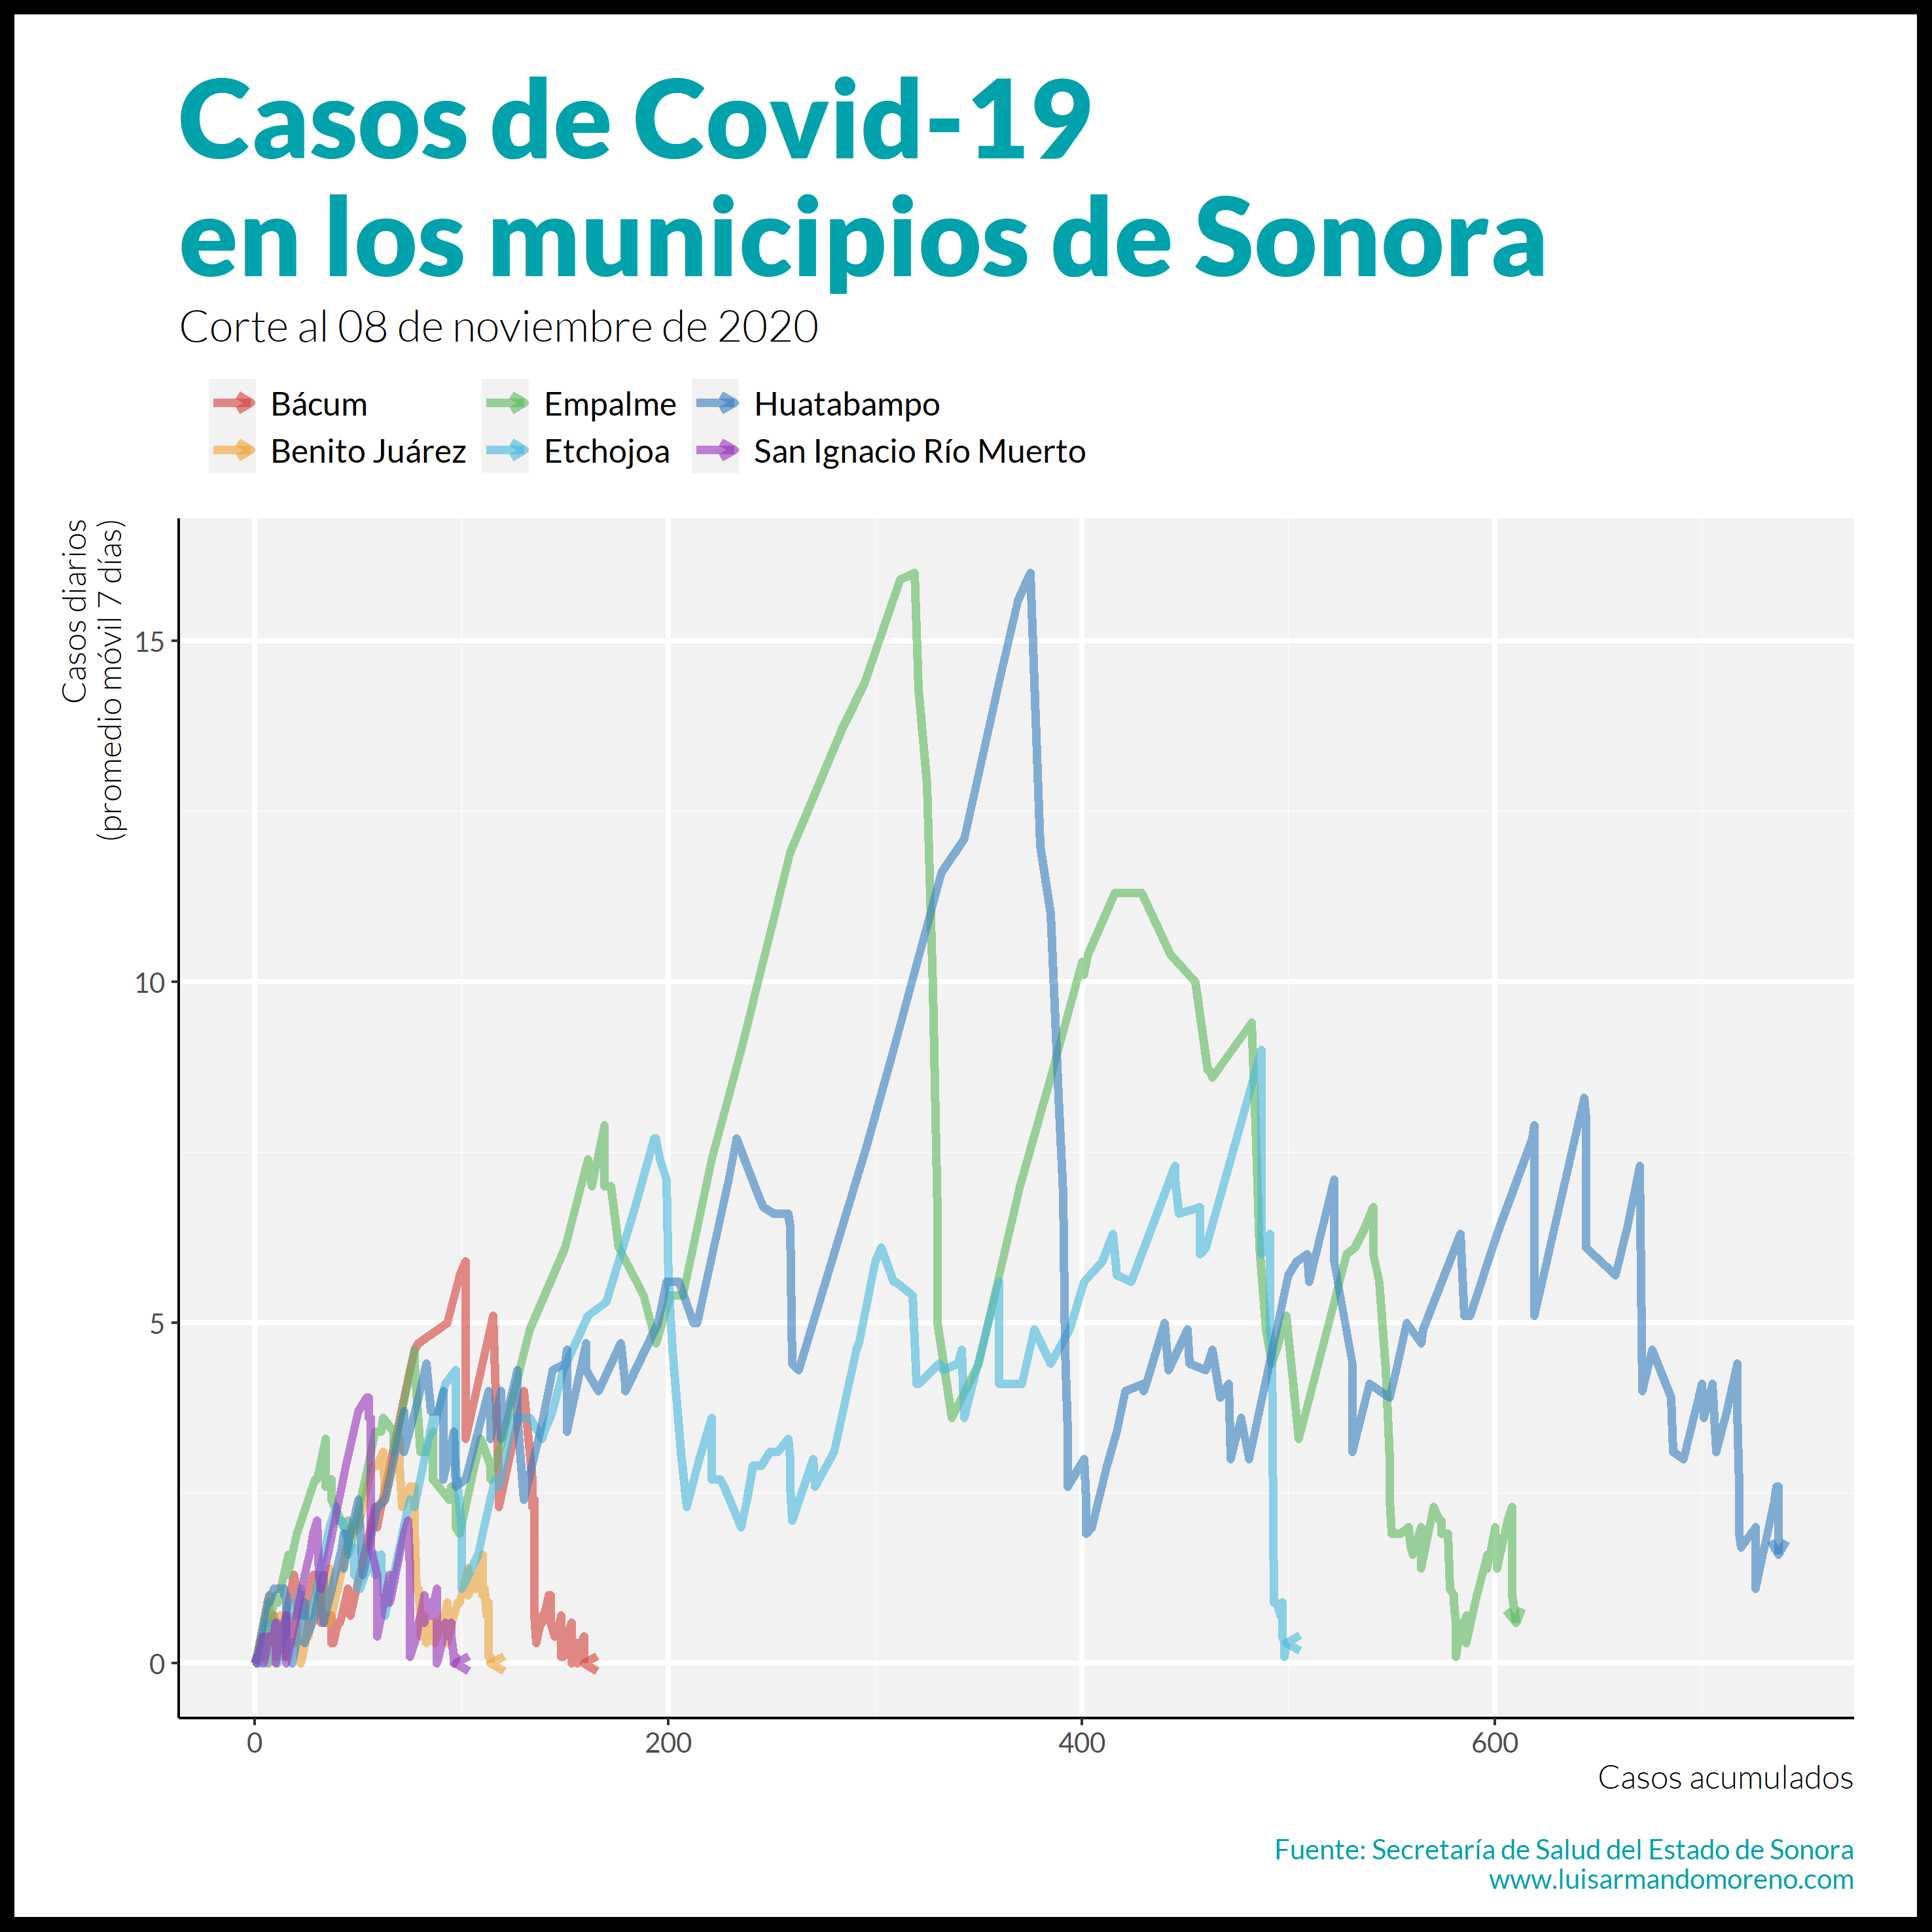 Casos de Covid-19
en los municipios de Sonora
Corte al 08 de noviembre de 2020
Bácum
Empalme
Huatabampo
Benito Juárez
Etchojoa
San Ignacio Río Muerto
Casos diarios
(promedio móvil 7 días)
15
10
5
0
0
200
400
600
Casos acumulados
Fuente: Secretaría de Salud del Estado de Sonora
www.luisarmandomoreno.com